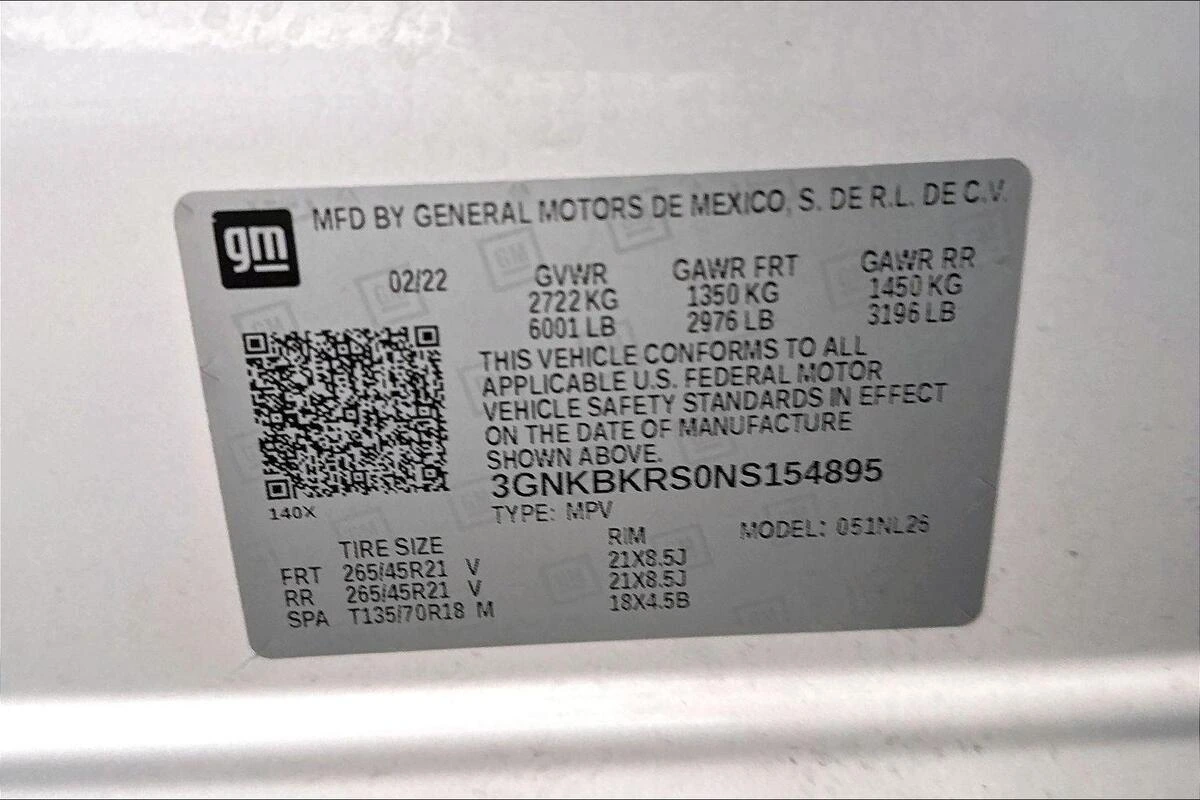 gm
MFD BY GENERAL MOTORS DE MEXICO, S. DE R.L. DE C.V.
02/22 GVWR GAWR FRT GAWR RR
2722 KG 1350 KG 1450 KG
6001 LB 2976 LB 3196 LB
THIS VEHICLE CONFORMS TO ALL
APPLICABLE U.S. FEDERAL MOTOR
VEHICLE SAFETY STANDARDS IN EFFECT
ON THE DATE OF MANUFACTURE
SHOWN ABOVE.
3GNKBKRS0NS154895
140X
TYPE: MPV MODEL: 051NL26
TIRE SIZE RIM
FRT 265/45R21 V 21X8.5J
RR 265/45R21 V 21X8.5J
SPA T135/70R18 M 18X4.5B